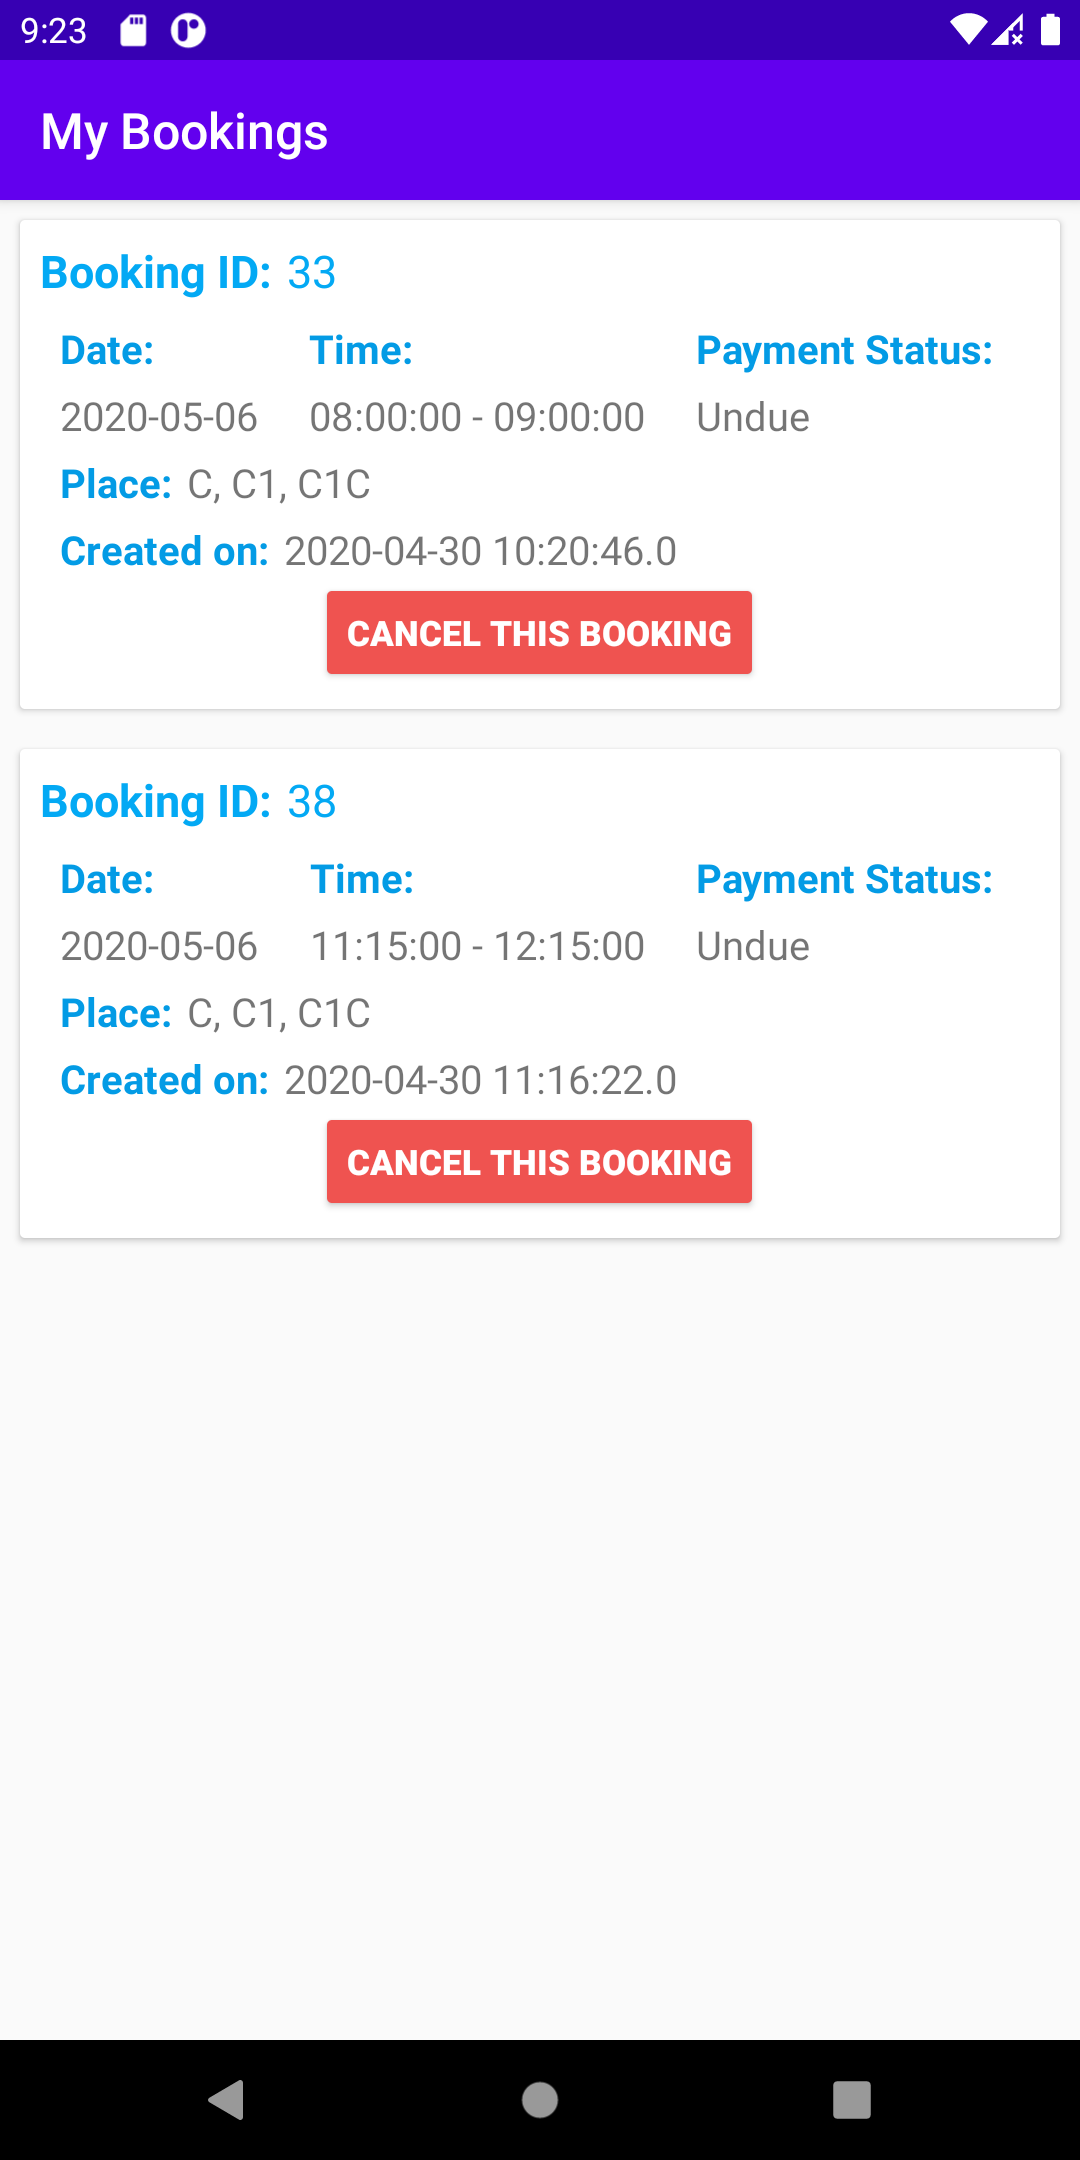 9:23
My Bookings
Booking ID: 33
Date: Time: Payment Status:
2020-05-06 08:00:00 - 09:00:00 Undue
Place: C, C1, C1C
Created on: 2020-04-30 10:20:46.0
CANCEL THIS BOOKING
Booking ID: 38
Date: Time: Payment Status:
2020-05-06 11:15:00 - 12:15:00 Undue
Place: C, C1, C1C
Created on: 2020-04-30 11:16:22.0
CANCEL THIS BOOKING